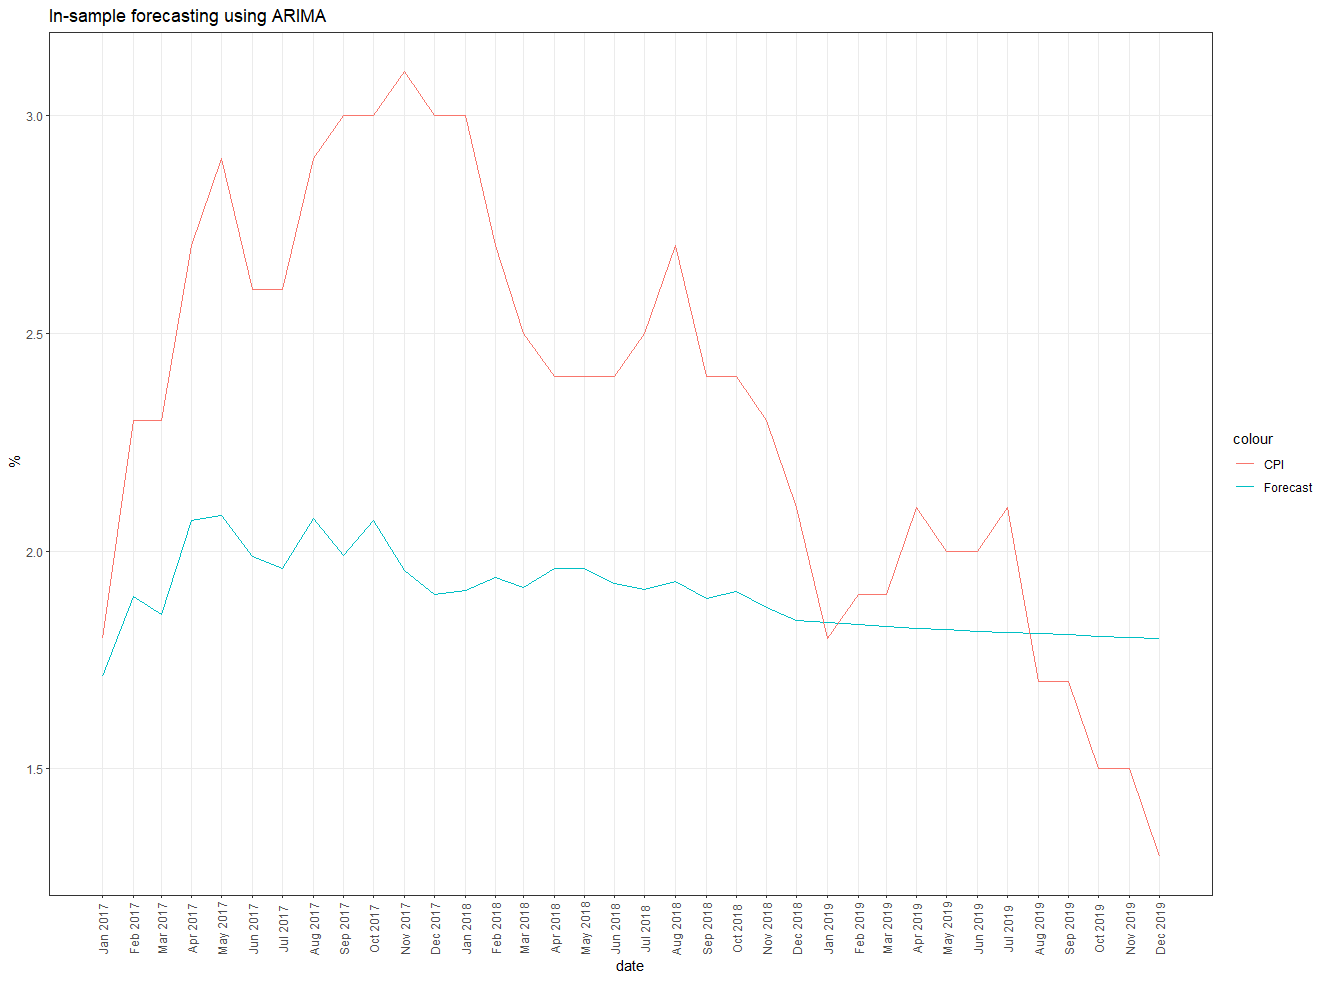 In-sample forecasting using ARIMA
3.0
2.5
2.0
1.5
%
Jan 2017
Feb 2017
Mar 2017
Apr 2017
May 2017
Jun 2017
Jul 2017
Aug 2017
Sep 2017
Oct 2017
Nov 2017
Dec 2017
Jan 2018
Feb 2018
Mar 2018
Apr 2018
May 2018
Jun 2018
Jul 2018
Aug 2018
Sep 2018
Oct 2018
Nov 2018
Dec 2018
Jan 2019
Feb 2019
Mar 2019
Apr 2019
May 2019
Jun 2019
Jul 2019
Aug 2019
Sep 2019
Oct 2019
Nov 2019
Dec 2019
date
colour
CPI
Forecast